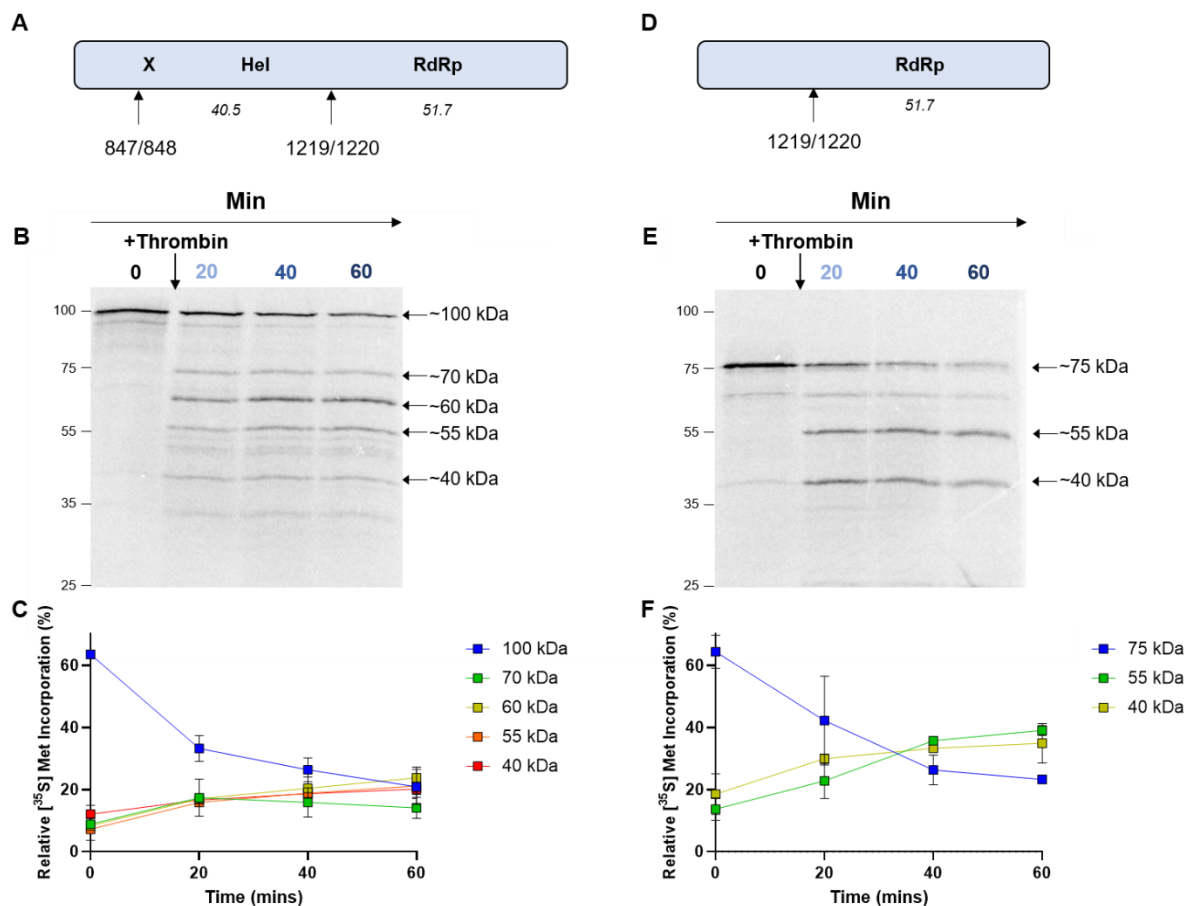 A
X Hel RdRp
40.5 51.7
847/848 1219/1220
Min
B
+Thrombin
0 20 40 60
100
75
55
35
25
~100 kDa
~70 kDa
~60 kDa
~55 kDa
~40 kDa
C
Relative [³⁵S] Met Incorporation (%)
60
40
20
0
0 20 40 60
Time (mins)
100 kDa
70 kDa
60 kDa
55 kDa
40 kDa
D
RdRp
51.7
1219/1220
Min
E
+Thrombin
0 20 40 60
100
75
55
35
25
~75 kDa
~55 kDa
~40 kDa
F
Relative [³⁵S] Met Incorporation (%)
60
40
20
0
0 20 40 60
Time (mins)
75 kDa
55 kDa
40 kDa